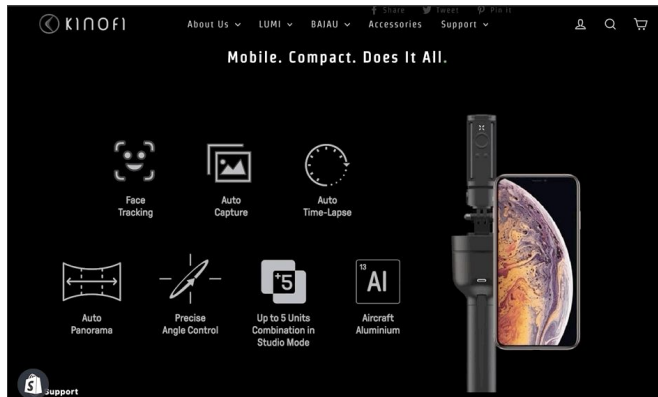 Share Tweet Pin it
KINOFI About Us LUMI BAJAU Accessories Support
Mobile. Compact. Does It All.
Face
Tracking
Auto
Capture
Auto
Time-Lapse
Auto
Panorama
Precise
Angle Control
+5
Up to 5 Units
Combination in
Studio Mode
13
Al
Aircraft
Aluminium
Support